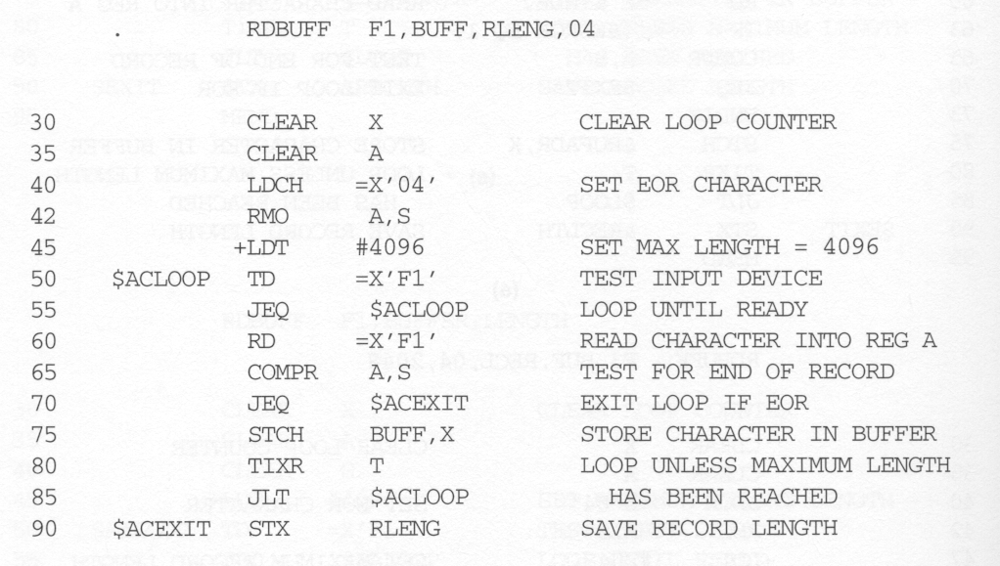 . RDBUFF F1,BUFF,RLENG,04
30 CLEAR X CLEAR LOOP COUNTER
35 CLEAR A
40 LDCH =X'04' SET EOR CHARACTER
42 RMO A,S
45 +LDT #4096 SET MAX LENGTH = 4096
50 $ACLOOP TD =X'F1' TEST INPUT DEVICE
55 JEQ $ACLOOP LOOP UNTIL READY
60 RD =X'F1' READ CHARACTER INTO REG A
65 COMPR A,S TEST FOR END OF RECORD
70 JEQ $ACEXIT EXIT LOOP IF EOR
75 STCH BUFF,X STORE CHARACTER IN BUFFER
80 TIXR T LOOP UNLESS MAXIMUM LENGTH
85 JLT $ACLOOP HAS BEEN REACHED
90 $ACEXIT STX RLENG SAVE RECORD LENGTH